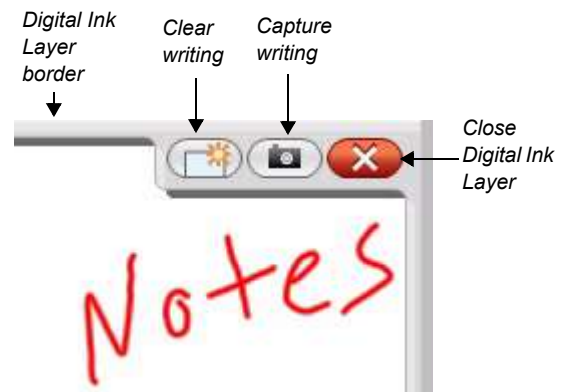 Digital Ink
Layer
border
Clear
writing
Capture
writing
Close
Digital Ink
Layer
Notes